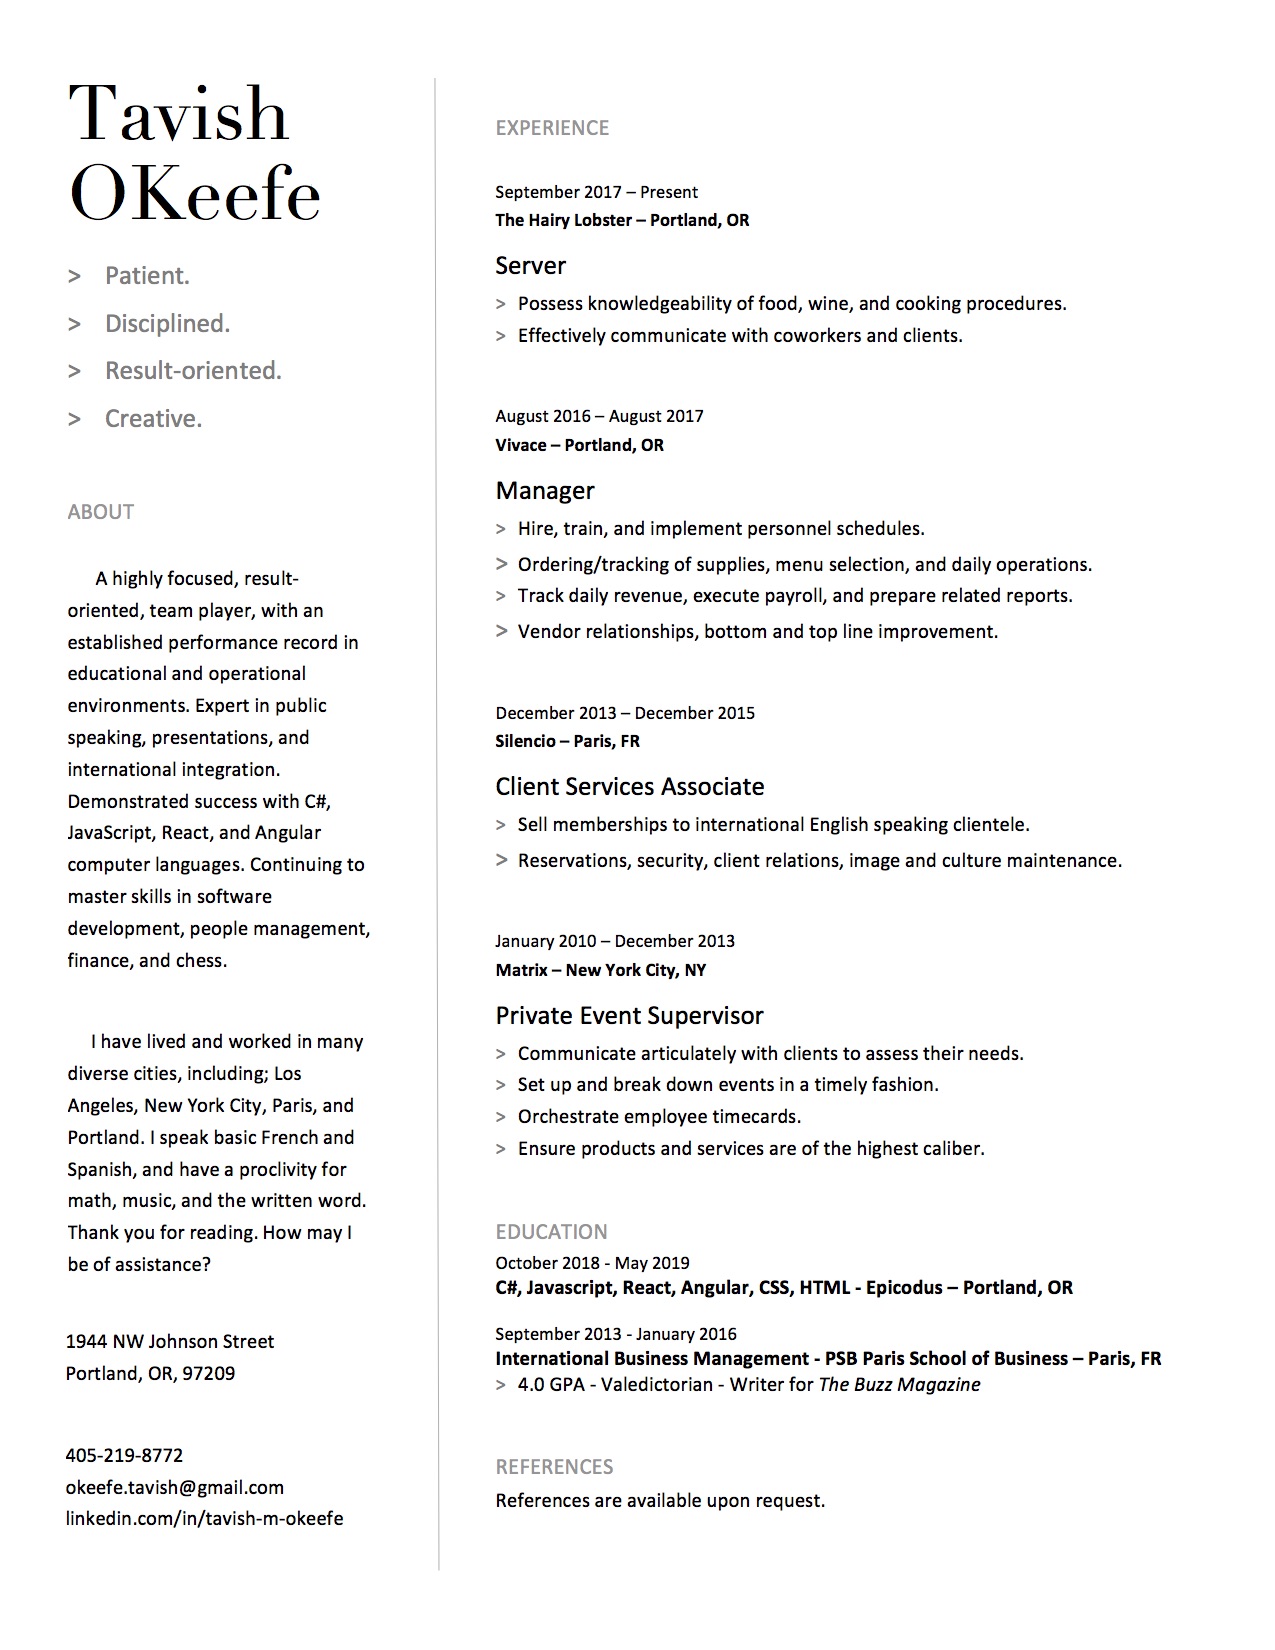 Tavish
OKeefe
> Patient.
> Disciplined.
> Result-oriented.
> Creative.
ABOUT
A highly focused, result-
oriented, team player, with an
established performance record in
educational and operational
environments. Expert in public
speaking, presentations, and
international integration.
Demonstrated success with C#,
JavaScript, React, and Angular
computer languages. Continuing to
master skills in software
development, people management,
finance, and chess.
I have lived and worked in many
diverse cities, including; Los
Angeles, New York City, Paris, and
Portland. I speak basic French and
Spanish, and have a proclivity for
math, music, and the written word.
Thank you for reading. How may I
be of assistance?
1944 NW Johnson Street
Portland, OR, 97209
405-219-8772
okeefe.tavish@gmail.com
linkedin.com/in/tavish-m-okeefe
EXPERIENCE
September 2017 – Present
The Hairy Lobster – Portland, OR
Server
> Possess knowledgeability of food, wine, and cooking procedures.
> Effectively communicate with coworkers and clients.
August 2016 – August 2017
Vivace – Portland, OR
Manager
> Hire, train, and implement personnel schedules.
> Ordering/tracking of supplies, menu selection, and daily operations.
> Track daily revenue, execute payroll, and prepare related reports.
> Vendor relationships, bottom and top line improvement.
December 2013 – December 2015
Silencio – Paris, FR
Client Services Associate
> Sell memberships to international English speaking clientele.
> Reservations, security, client relations, image and culture maintenance.
January 2010 – December 2013
Matrix – New York City, NY
Private Event Supervisor
> Communicate articulately with clients to assess their needs.
> Set up and break down events in a timely fashion.
> Orchestrate employee timecards.
> Ensure products and services are of the highest caliber.
EDUCATION
October 2018 - May 2019
C#, Javascript, React, Angular, CSS, HTML - Epicodus – Portland, OR
September 2013 - January 2016
International Business Management - PSB Paris School of Business – Paris, FR
> 4.0 GPA - Valedictorian - Writer for The Buzz Magazine
REFERENCES
References are available upon request.